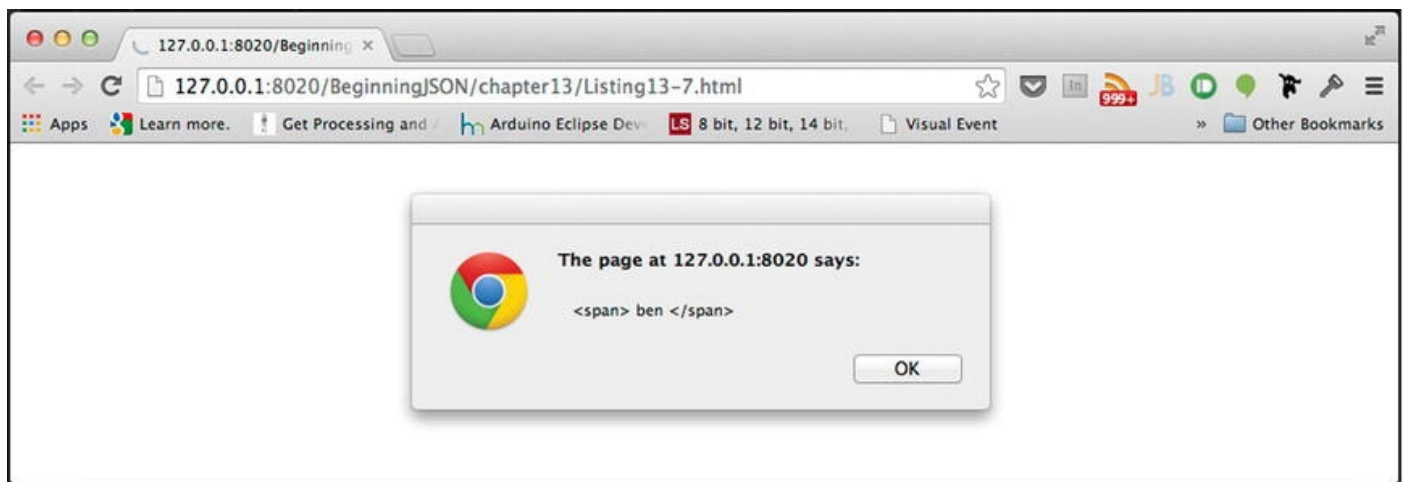 127.0.0.1:8020/Beginning
127.0.0.1:8020/BeginningJSON/chapter13/Listing13-7.html
In
999+
JB
Apps
Learn more.
Get Processing and
Arduino Eclipse Dev
LS
8 bit, 12 bit, 14 bit,
Visual Event
»
Other Bookmarks
The page at 127.0.0.1:8020 says:
<span> ben </span>
OK